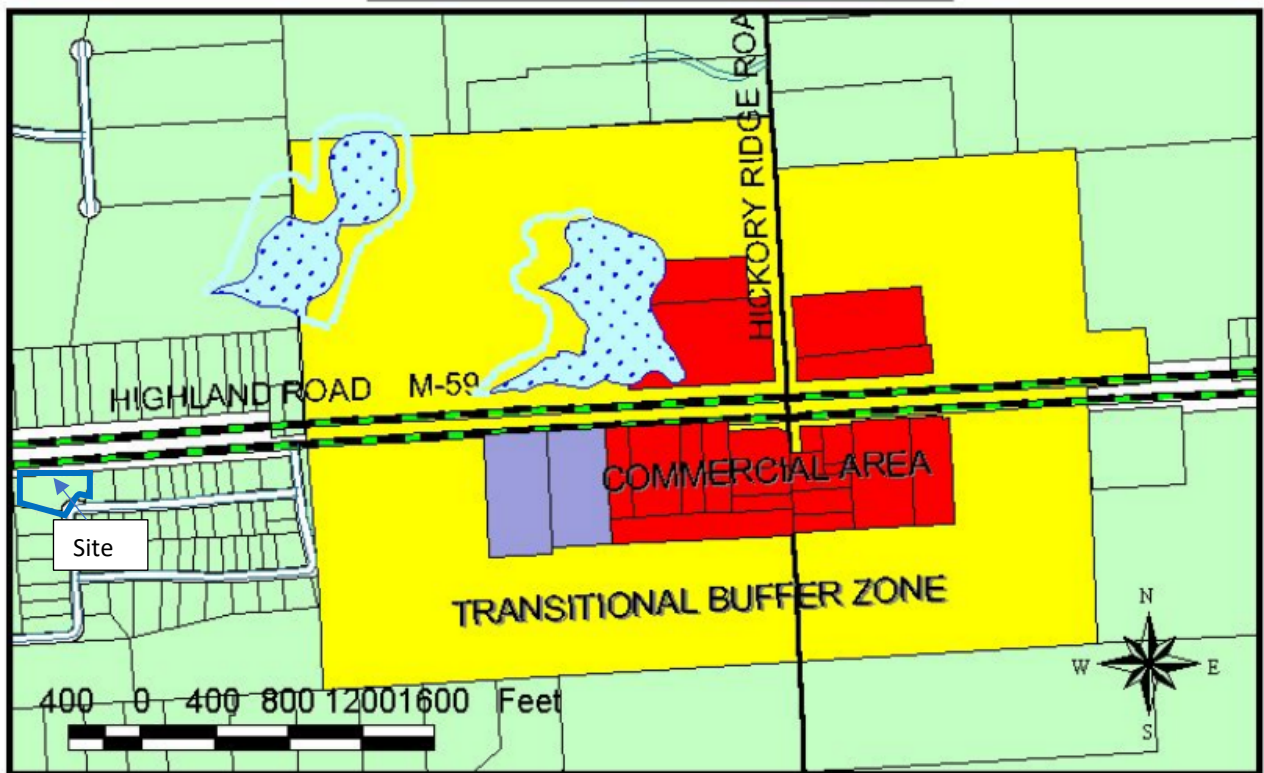 HICKORY RIDGE ROA
HIGHLAND ROAD M-59
COMMERCIAL AREA
Site
TRANSITIONAL BUFFER ZONE
N
W E
S
400 0 400 800 1200 1600 Feet